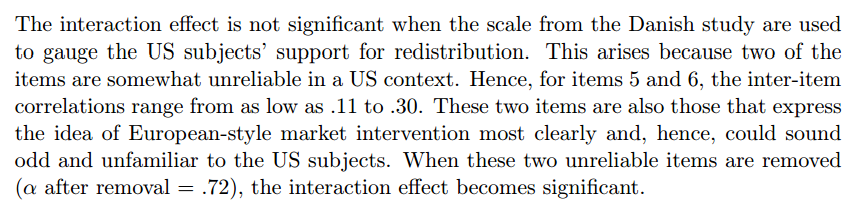 The interaction effect is not significant when the scale from the Danish study are used
to gauge the US subjects' support for redistribution. This arises because two of the
items are somewhat unreliable in a US context. Hence, for items 5 and 6, the inter-item
correlations range from as low as .11 to .30. These two items are also those that express
the idea of European-style market intervention most clearly and, hence, could sound
odd and unfamiliar to the US subjects. When these two unreliable items are removed
(α after removal = .72), the interaction effect becomes significant.